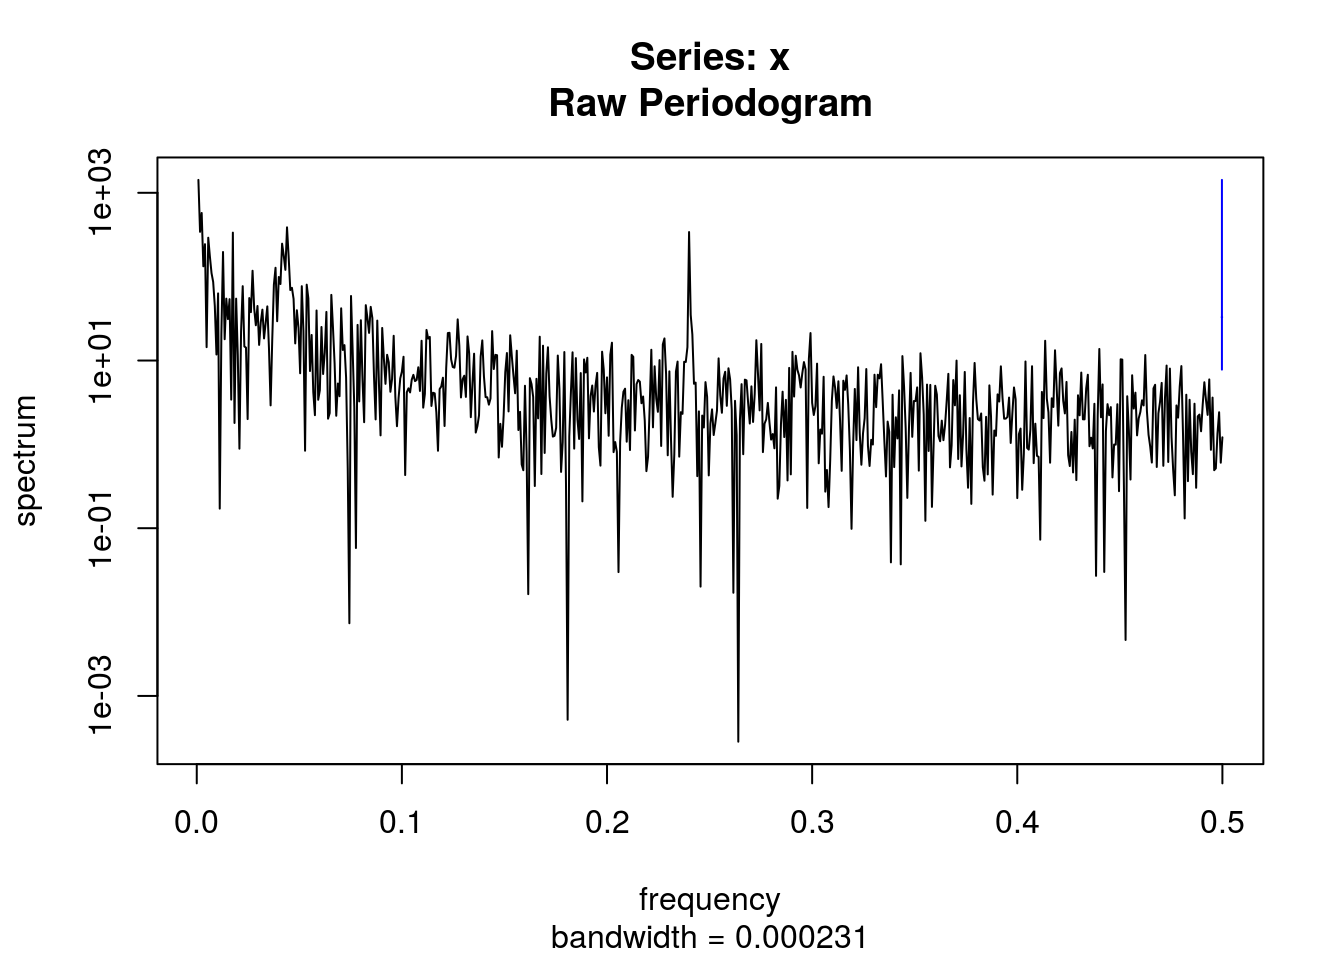 Series: x
Raw Periodogram
1e+03
1e+01
1e-01
1e-03
spectrum
0.0 0.1 0.2 0.3 0.4 0.5
frequency
bandwidth = 0.000231